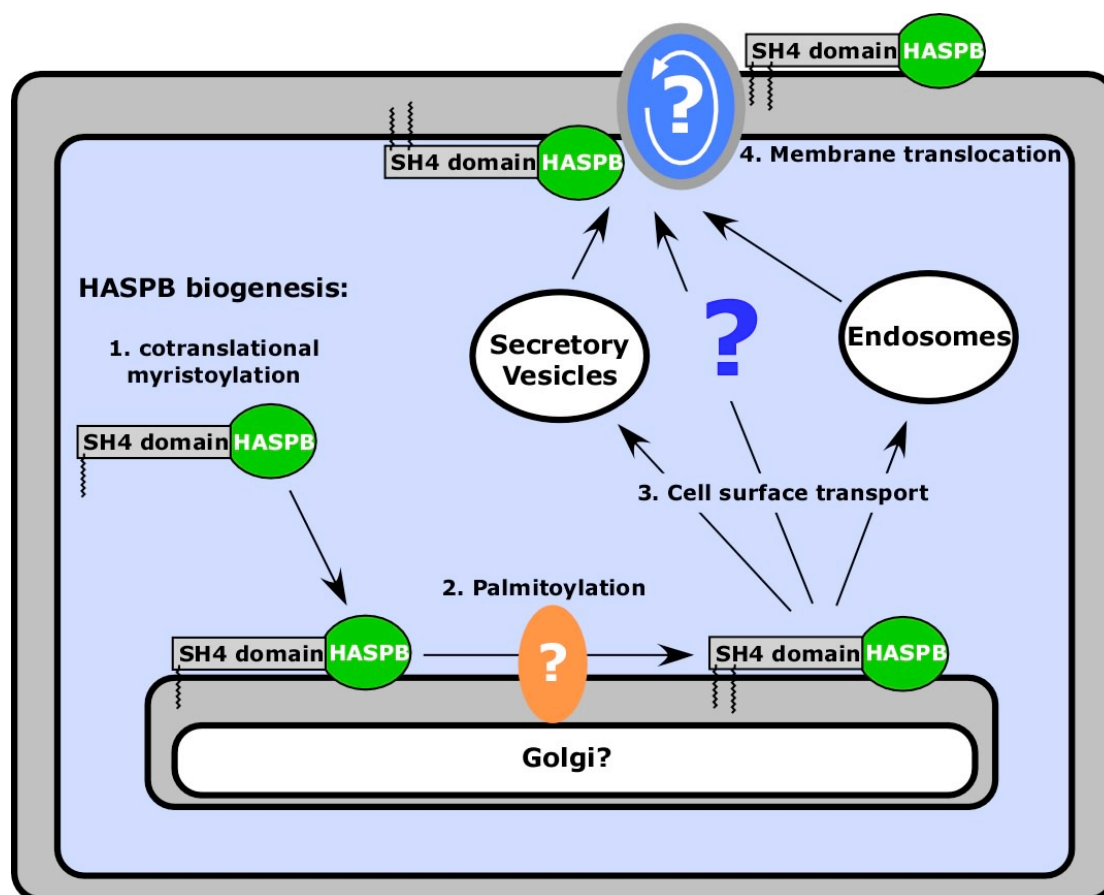 SH4 domain HASPB
?
SH4 domain HASPB
4. Membrane translocation
HASPB biogenesis:
1. cotranslational
myristoylation
SH4 domain HASPB
Secretory
Vesicles
?
Endosomes
3. Cell surface transport
2. Palmitoylation
SH4 domain HASPB
?
SH4 domain HASPB
Golgi?